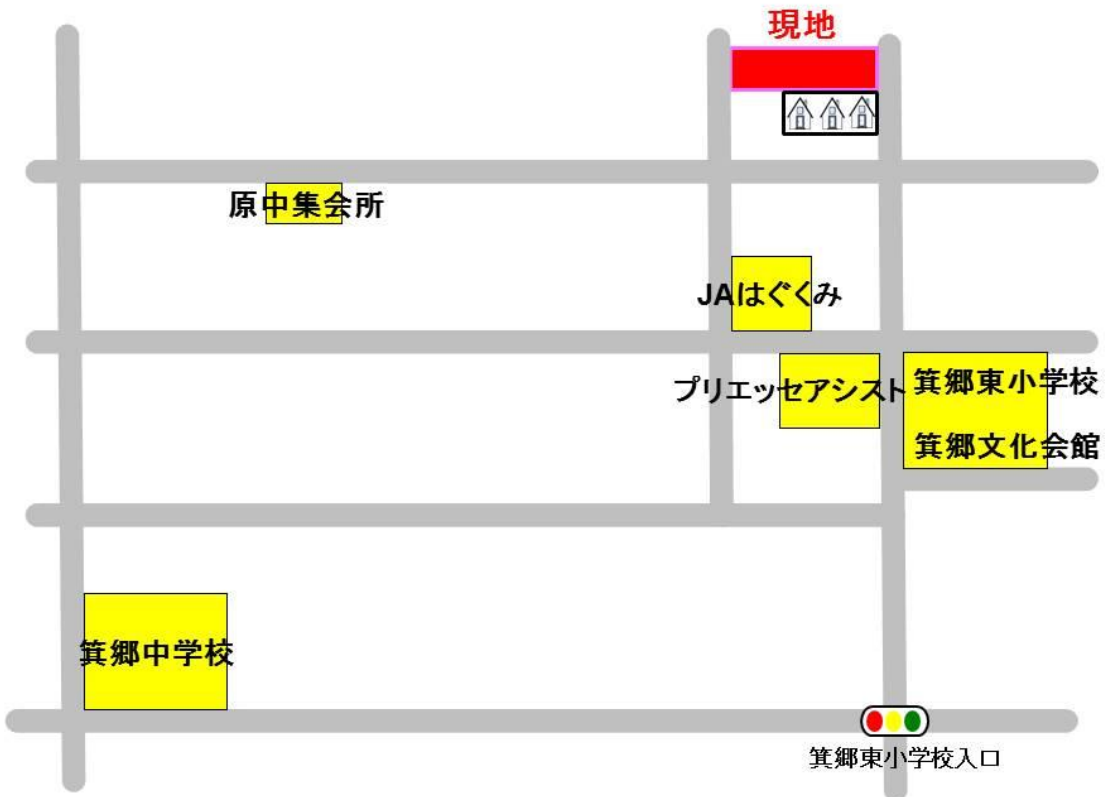 現地
原中集会所
JAはぐくみ
プリエッセアシスト
箕郷東小学校
箕郷文化会館
箕郷中学校
箕郷東小学校入口